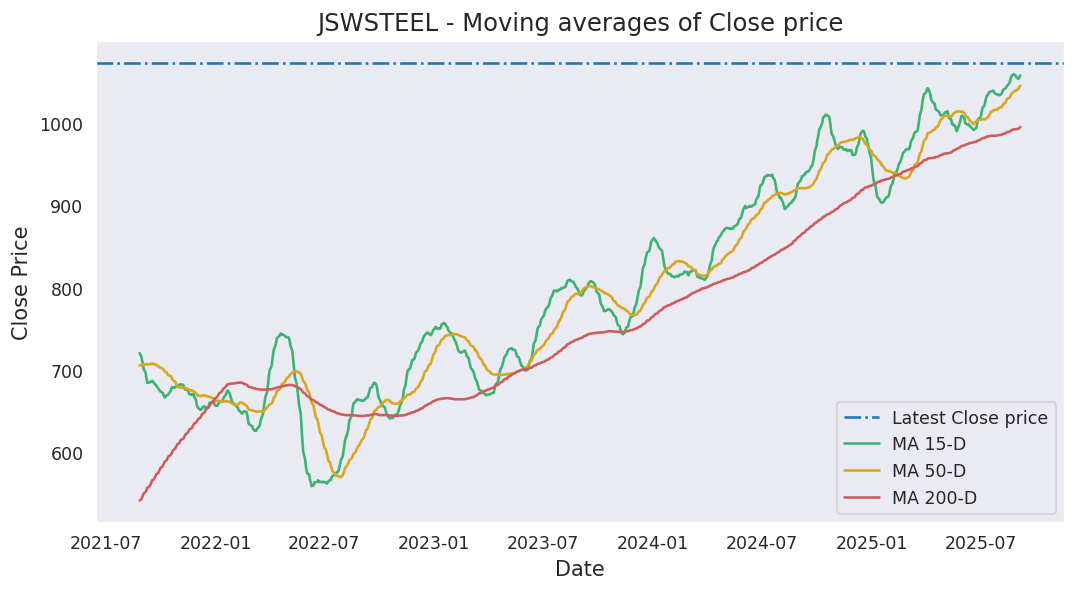 JSWSTEEL - Moving averages of Close price
Close Price
1000
900
800
700
600
Latest Close price
MA 15-D
MA 50-D
MA 200-D
2021-07 2022-01 2022-07 2023-01 2023-07 2024-01 2024-07 2025-01 2025-07
Date